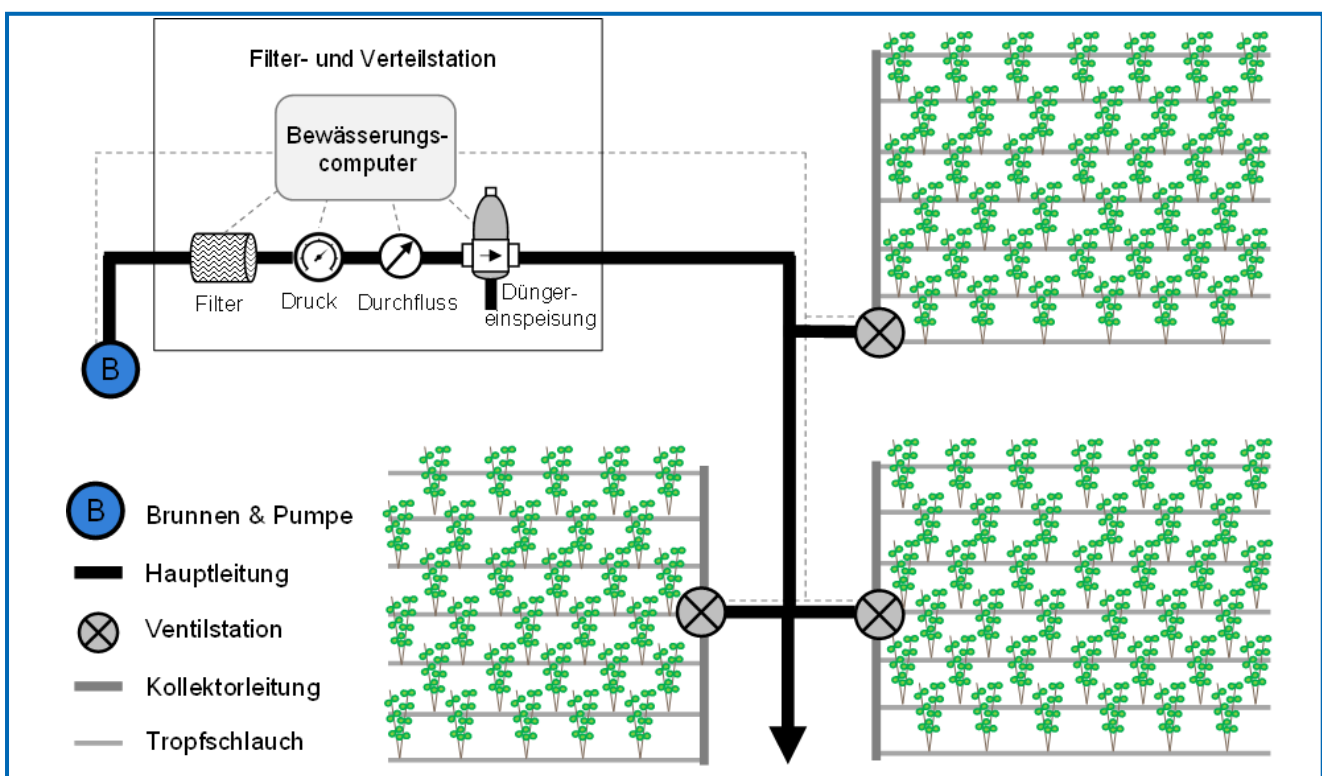 Filter- und Verteilstation
Bewässerungs-
computer
Filter
Druck
Durchfluss
Dünger-
einspeisung
B
B
Brunnen & Pumpe
Hauptleitung
Ventilstation
Kollektorleitung
Tropfschlauch